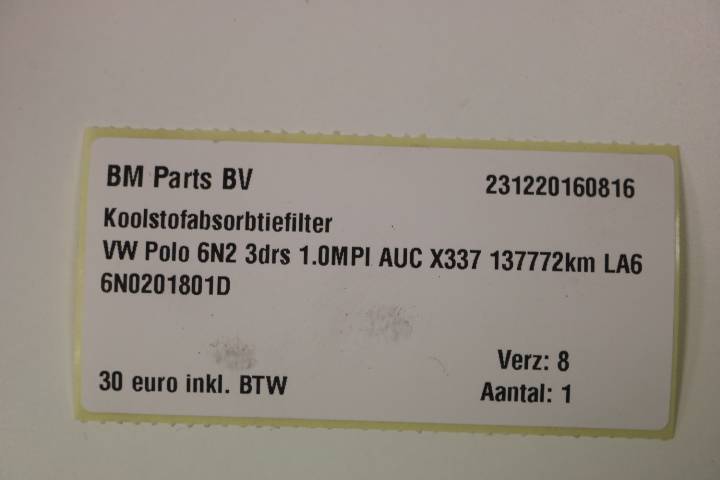 BM Parts BV 231220160816
Koolstofabsorbtiefilter
VW Polo 6N2 3drs 1.0MPI AUC X337 137772km LA6
6N0201801D
Verz: 8
30 euro inkl. BTW Aantal: 1